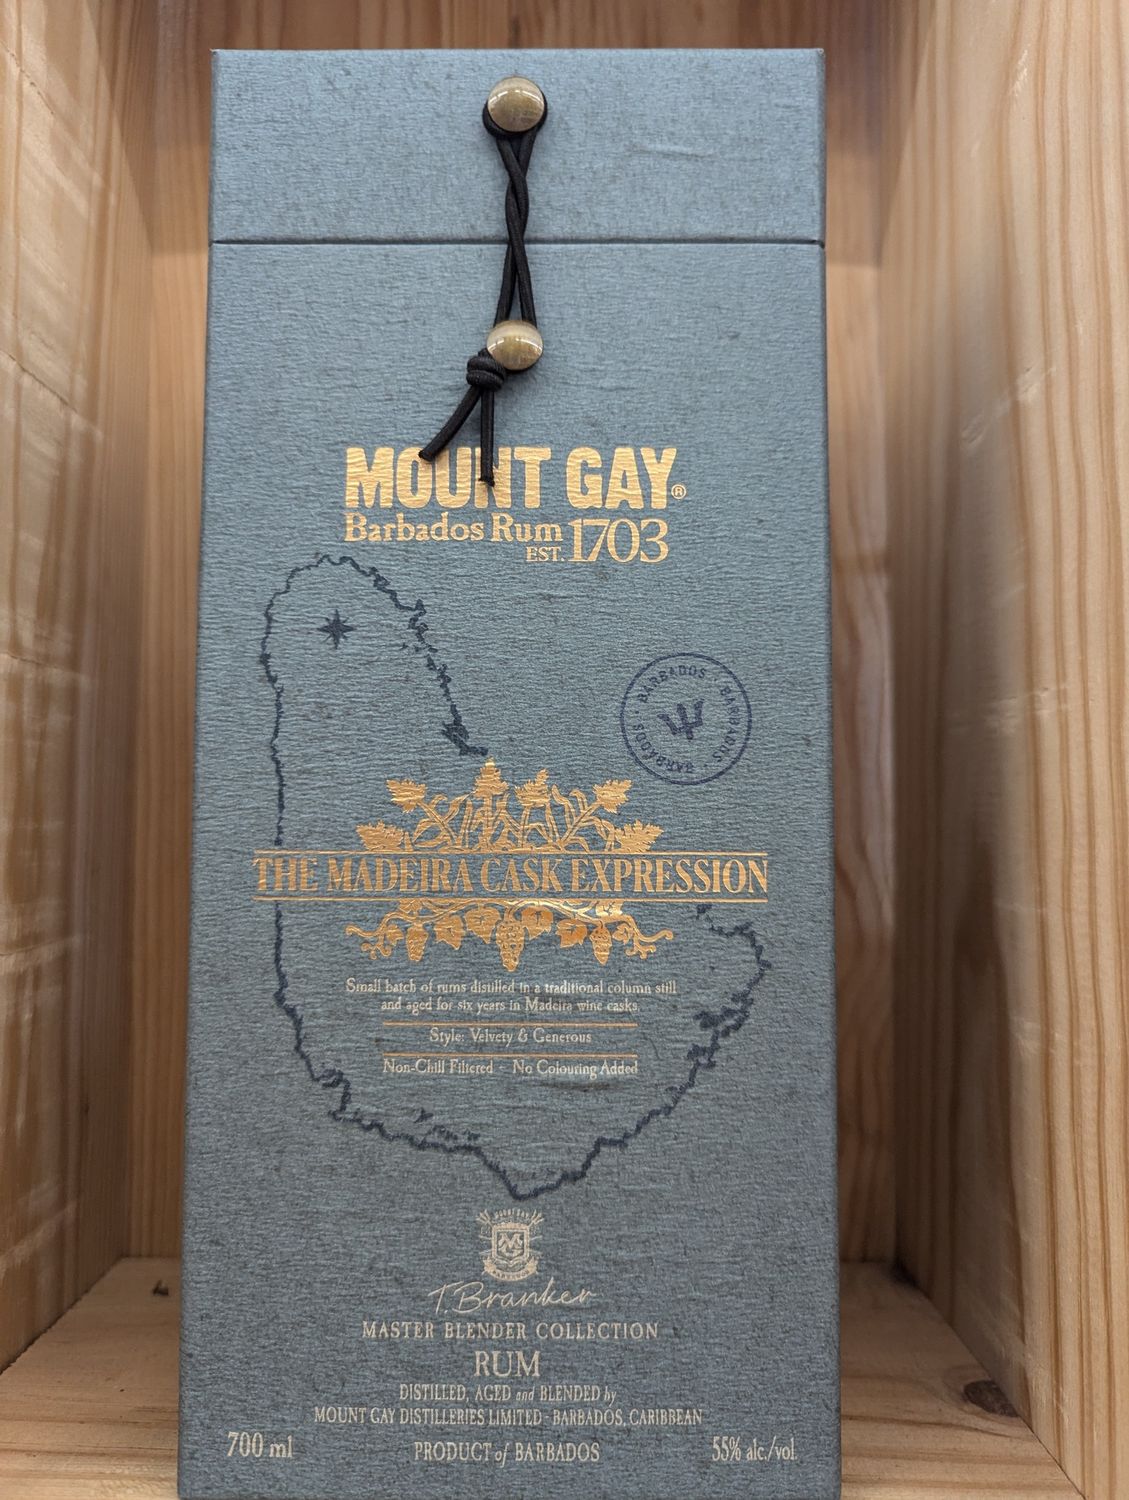 MOUNT GAY®
Barbados Rum
EST. 1703
BARBADOS · BARBADOS · BARBADOS · BARBADOS
THE MADEIRA CASK EXPRESSION
Small batch of rums distilled in a traditional column still
and aged for six years in Madeira wine casks.
Style: Velvety & Generous
Non-Chill Filtered No Colouring Added
MOUNT GAY
T. Branker
MASTER BLENDER COLLECTION
RUM
DISTILLED, AGED and BLENDED by
MOUNT GAY DISTILLERIES LIMITED - BARBADOS, CARIBBEAN
700 ml PRODUCT of BARBADOS 55% alc./vol.